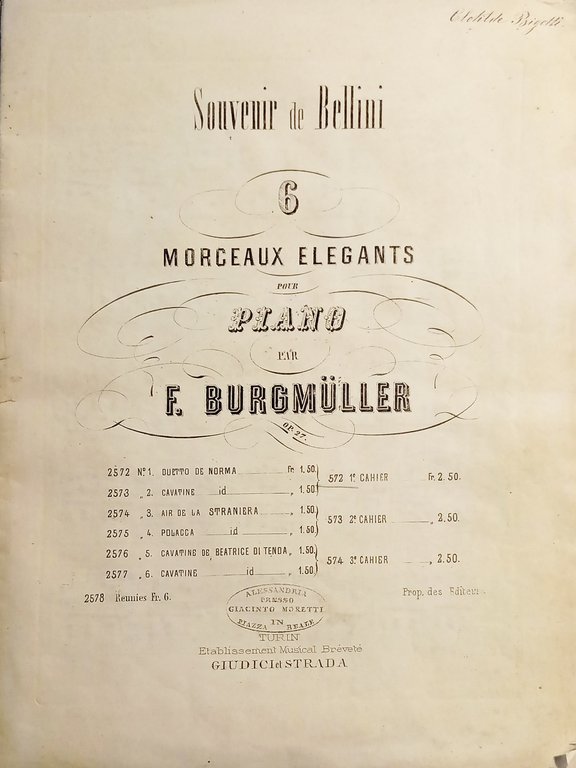 Clotilde Bigotti
Souvenir de Bellini
6
MORCEAUX ELEGANTS
POUR
PIANO
PAR
F. BURGMÜLLER
OP. 27.
2572 Nº 1. DUETTO DE NORMA Fr 1.50.
2573 „ 2. CAVATINE id „ 1.50.
572 1º CAHIER Fr. 2.50.
2574 „ 3. AIR DE LA STRANIERA „ 1.50.
2575 „ 4. POLACCA id „ 1.50.
573 2º CAHIER „ 2.50.
2576 „ 5. CAVATINE DE BEATRICE DI TENDA „ 1.50.
2577 „ 6. CAVATINE id „ 1.50.
574 3º CAHIER „ 2.50.
2578 Reunies Fr. 6.
Prop. des Editeurs
ALESSANDRIA
PRESSO
GIACINTO MORETTI
IN
PIAZZA REALE
TURIN
Etablissement Musical Brèveté
GIUDICI et STRADA